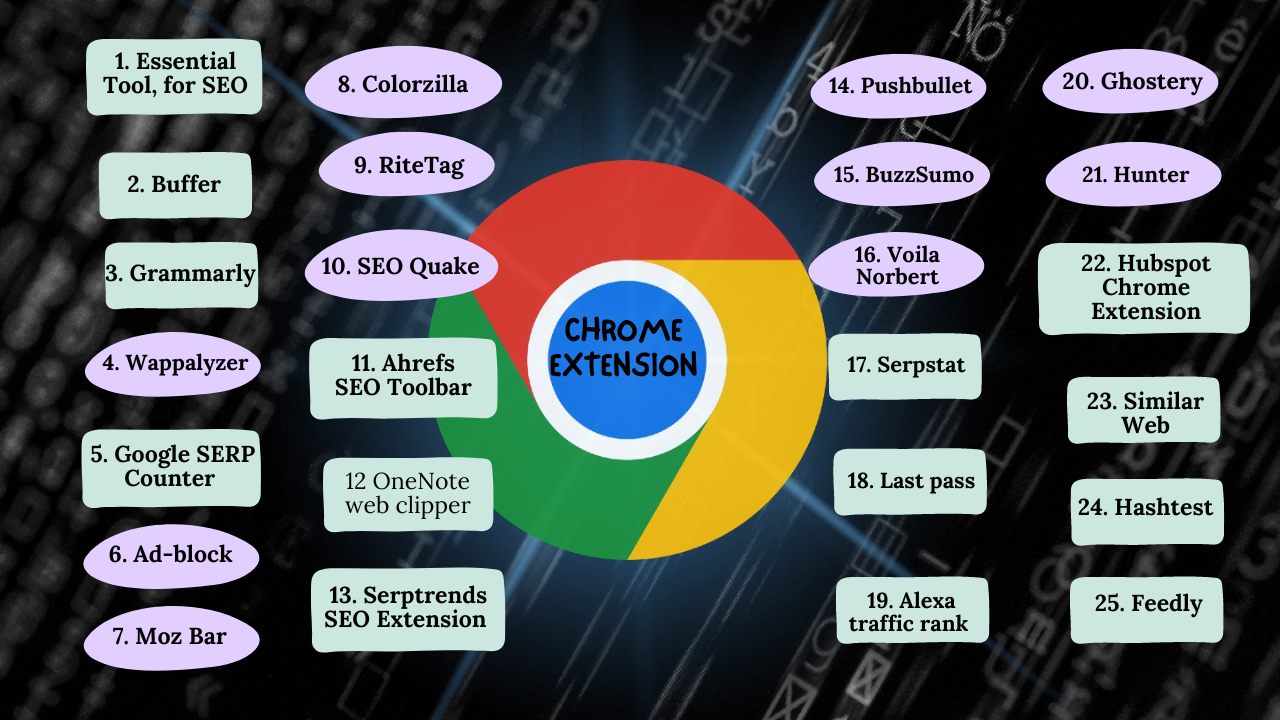 1. Essential
Tool, for SEO
2. Buffer
3. Grammarly
4. Wappalyzer
5. Google SERP
Counter
6. Ad-block
7. Moz Bar
8. Colorzilla
9. RiteTag
10. SEO Quake
11. Ahrefs
SEO Toolbar
12 OneNote
web clipper
13. Serptrends
SEO Extension
CHROME
EXTENSION
14. Pushbullet
15. BuzzSumo
16. Voila
Norbert
17. Serpstat
18. Last pass
19. Alexa
traffic rank
20. Ghostery
21. Hunter
22. Hubspot
Chrome
Extension
23. Similar
Web
24. Hashtest
25. Feedly